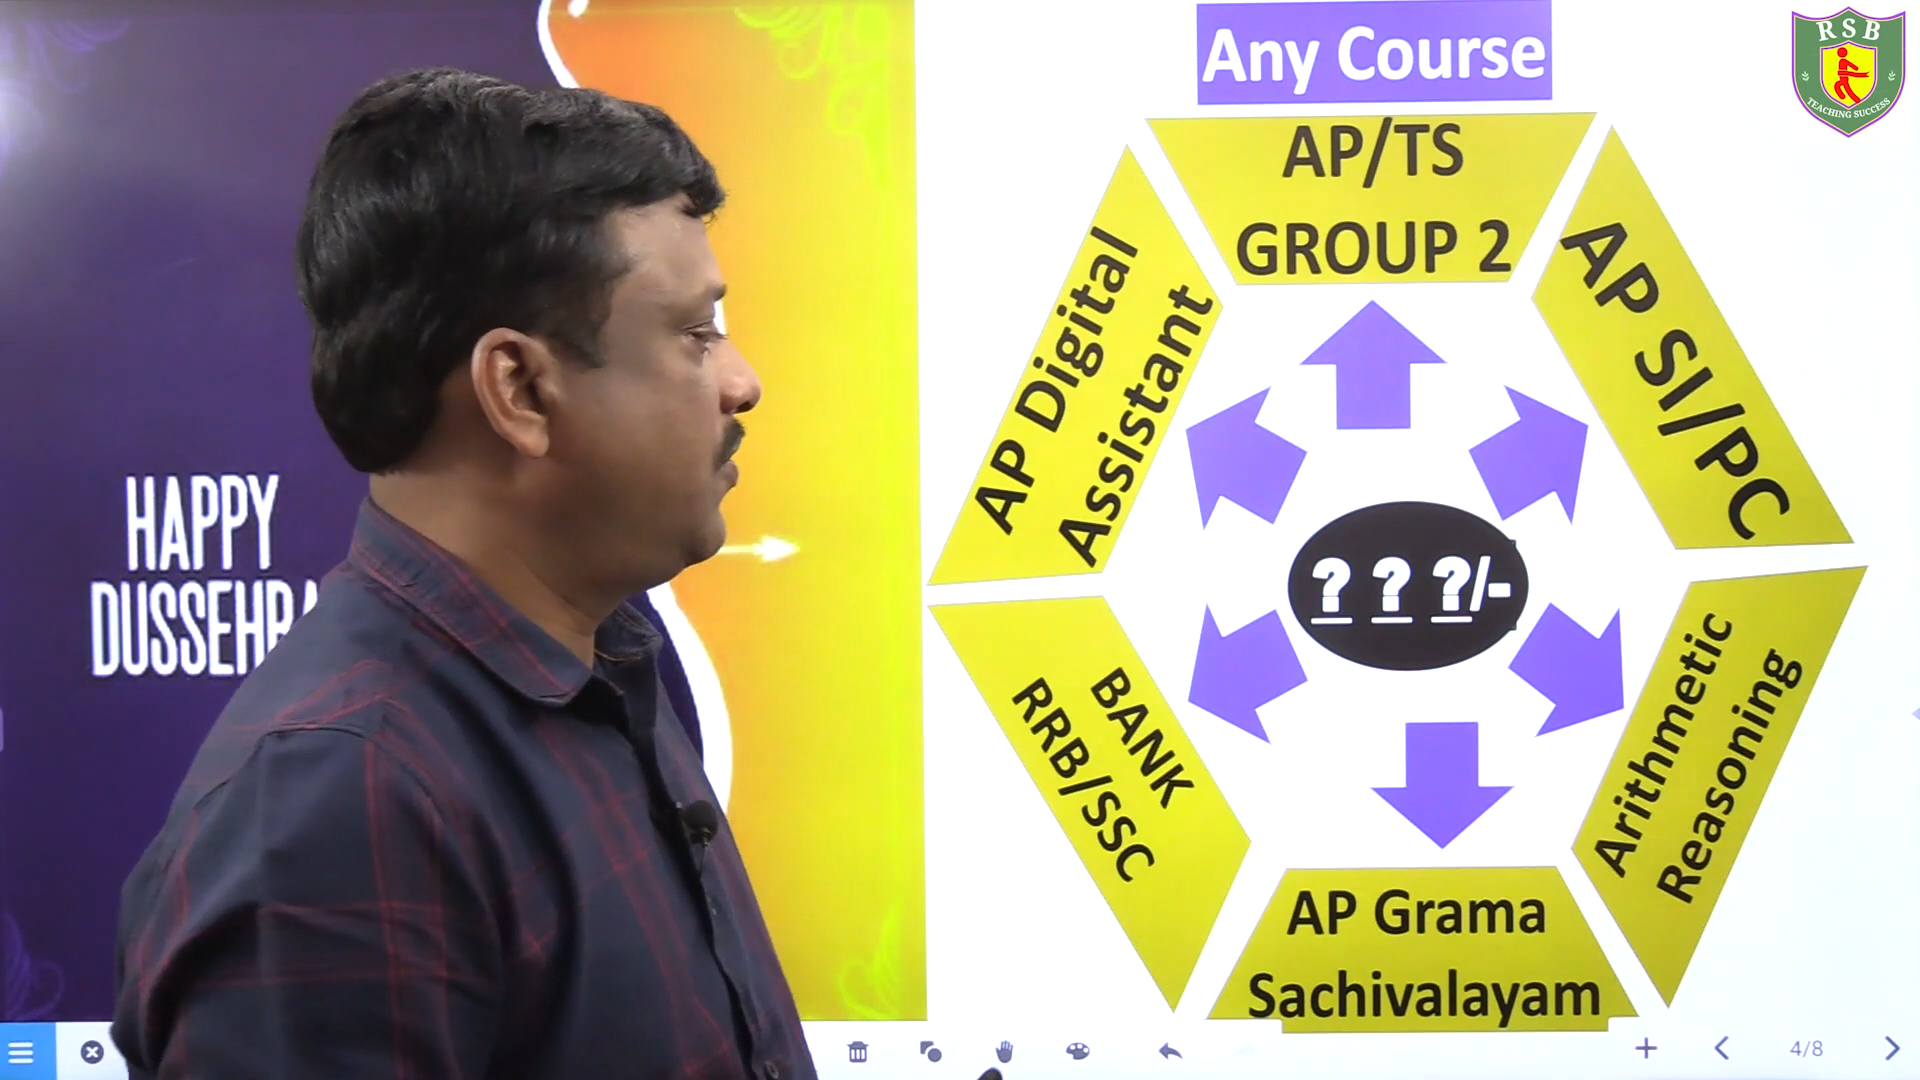 HAPPY
DUSSEHRA
Any Course
AP/TS
GROUP 2
AP SI/PC
AP Digital
Assistant
? ? ?/-
Arithmetic
Reasoning
BANK
RRB/SSC
AP Grama
Sachivalayam
RSB
TEACHING SUCCESS
4/8